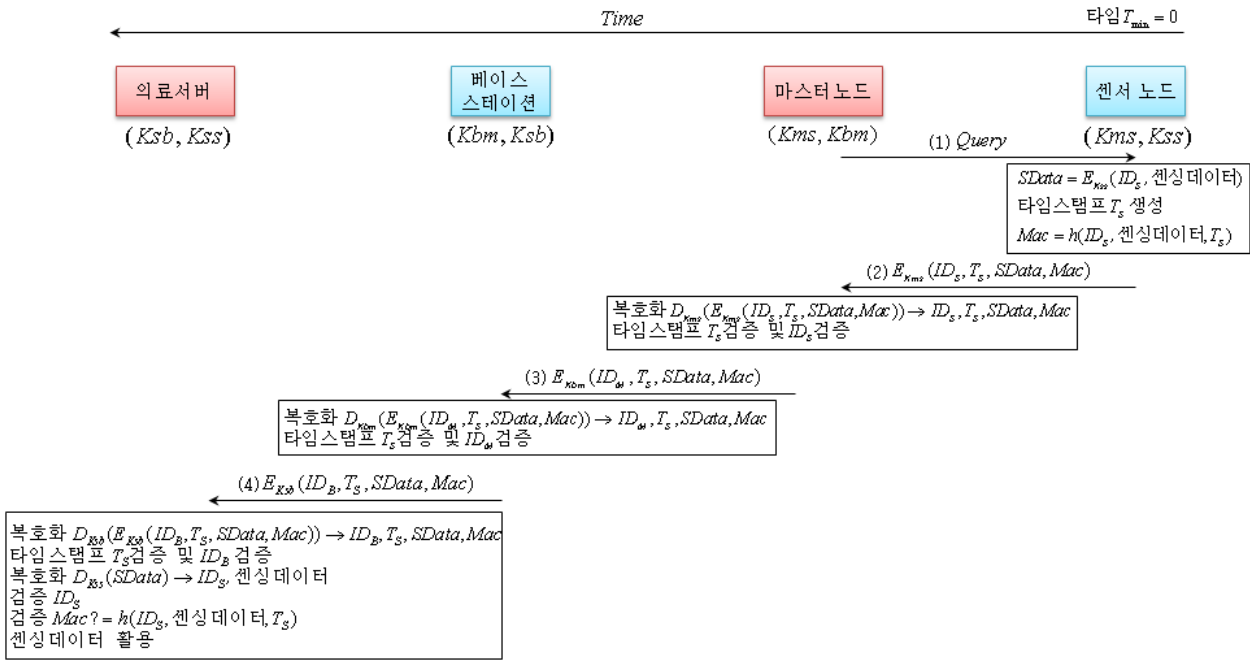 Time
타임 T_min = 0
의료서버
베이스
스테이션
마스터노드
센서 노드
(Ksb, Kss)
(Kbm, Ksb)
(Kms, Kbm)
(Kms, Kss)
(1) Query
SData = E_Kss(ID_S, 센싱데이터)
타임스탬프 T_S 생성
Mac = h(ID_S, 센싱데이터, T_S)
(2) E_Kms(ID_S, T_S, SData, Mac)
복호화 D_Kms(E_Kms(ID_S, T_S, SData, Mac)) → ID_S, T_S, SData, Mac
타임스탬프 T_S검증 및 ID_S검증
(3) E_Kbm(ID_M, T_S, SData, Mac)
복호화 D_Kbm(E_Kbm(ID_M, T_S, SData, Mac)) → ID_M, T_S, SData, Mac
타임스탬프 T_S검증 및 ID_M검증
(4) E_Ksb(ID_B, T_S, SData, Mac)
복호화 D_Ksb(E_Ksb(ID_B, T_S, SData, Mac)) → ID_B, T_S, SData, Mac
타임스탬프 T_S검증 및 ID_B 검증
복호화 D_Kss(SData) → ID_S, 센싱데이터
검증 ID_S
검증 Mac ? = h(ID_S, 센싱데이터, T_S)
센싱데이터 활용